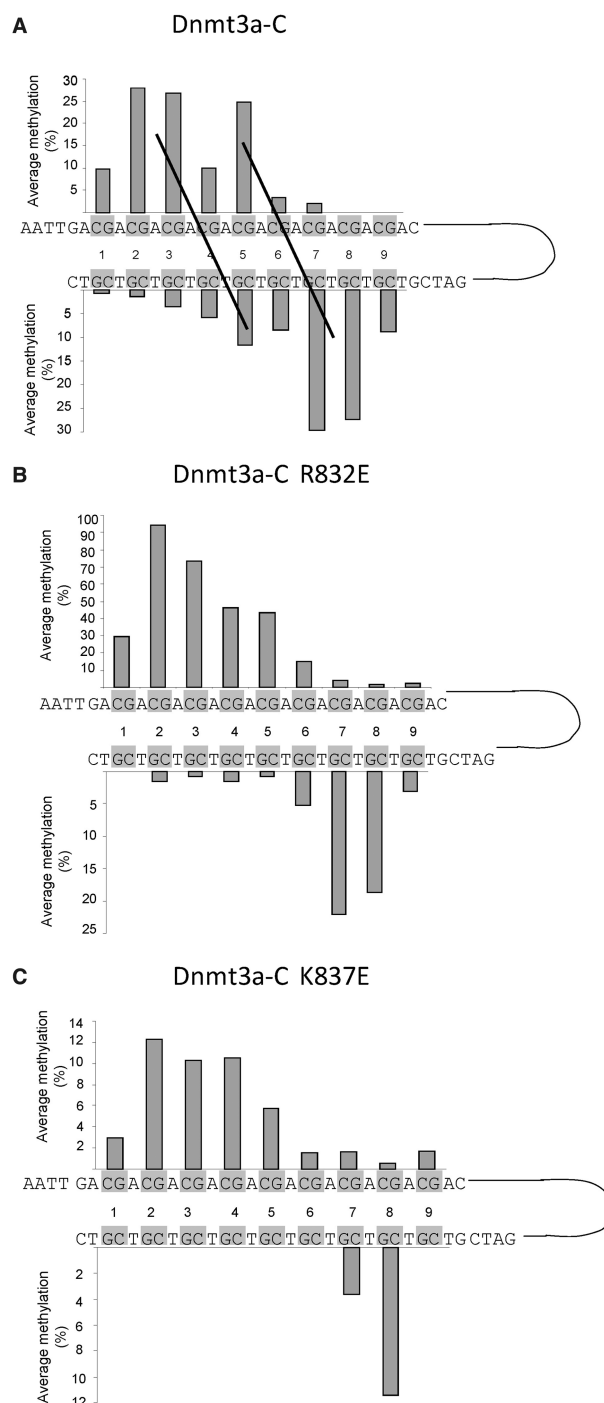 A
Dnmt3a-C
Average methylation
(%)
30
25
20
15
10
5
AATTGACGACGACGACGACGACGACGACGACGAC
1 2 3 4 5 6 7 8 9
CTGCTGCTGCTGCTGCTGCTGCTGCTGCTGCTAG
5
10
15
20
25
30
Average methylation
(%)
B
Dnmt3a-C R832E
Average methylation
(%)
100
90
80
70
60
50
40
30
20
10
AATTGACGACGACGACGACGACGACGACGACGAC
1 2 3 4 5 6 7 8 9
CTGCTGCTGCTGCTGCTGCTGCTGCTGCTGCTAG
5
10
15
20
25
Average methylation
(%)
C
Dnmt3a-C K837E
Average methylation
(%)
14
12
10
8
6
4
2
AATT GACGACGACGACGACGACGACGACGACGAC
1 2 3 4 5 6 7 8 9
CTGCTGCTGCTGCTGCTGCTGCTGCTGCTGCTAG
2
4
6
8
10
12
Average methylation
(%)